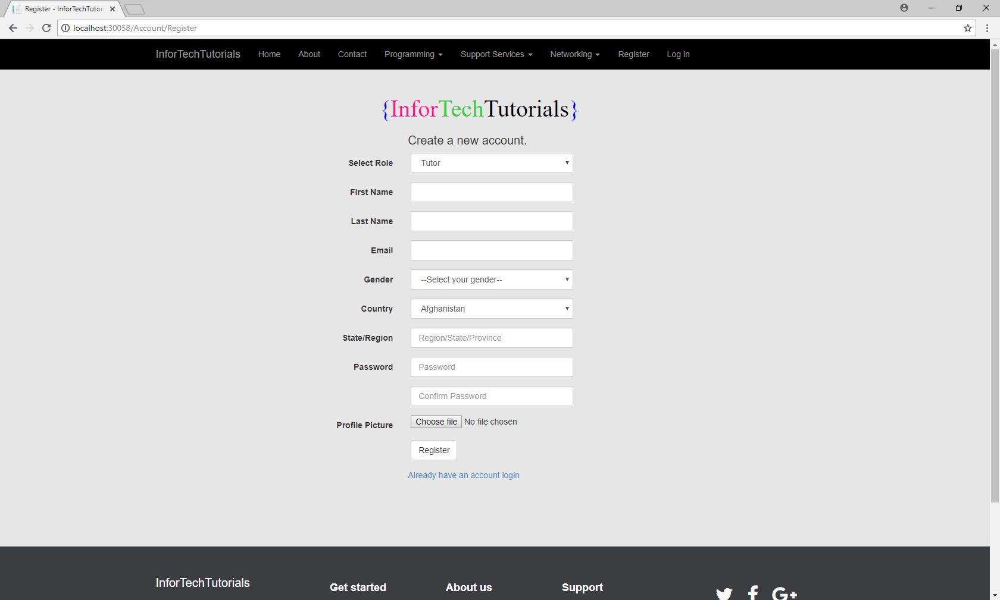 Register - InforTechTutori
localhost:30058/Account/Register
InforTechTutorials Home About Contact Programming Support Services Networking Register Log in
{InforTechTutorials}
Create a new account.
Select Role Tutor
First Name
Last Name
Email
Gender --Select your gender--
Country Afghanistan
State/Region Region/State/Province
Password Password
Confirm Password
Profile Picture Choose file No file chosen
Register
Already have an account login
InforTechTutorials Get started About us Support
G+